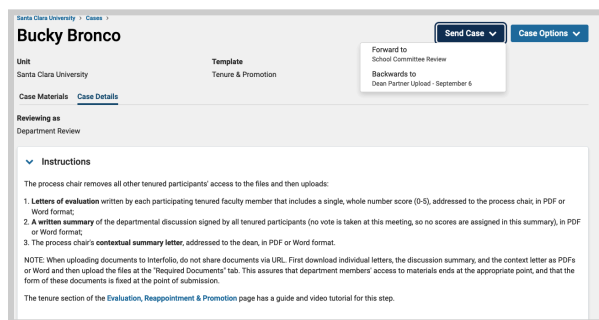 Santa Clara University > Cases >
Bucky Bronco
Send Case
Case Options
Forward to
School Committee Review
Backwards to
Dean Partner Upload - September 6
Unit
Santa Clara University
Template
Tenure & Promotion
Case Materials Case Details
Reviewing as
Department Review
Instructions
The process chair removes all other tenured participants' access to the files and then uploads:
1. Letters of evaluation written by each participating tenured faculty member that includes a single, whole number score (0-5), addressed to the process chair, in PDF or
Word format;
2. A written summary of the departmental discussion signed by all tenured participants (no vote is taken at this meeting, so no scores are assigned in this summary), in PDF
or Word format;
3. The process chair's contextual summary letter, addressed to the dean, in PDF or Word format.
NOTE: When uploading documents to Interfolio, do not share documents via URL. First download individual letters, the discussion summary, and the context letter as PDFs
or Word and then upload the files at the "Required Documents" tab. This assures that department members' access to materials ends at the appropriate point, and that the
form of these documents is fixed at the point of submission.
The tenure section of the Evaluation, Reappointment & Promotion page has a guide and video tutorial for this step.